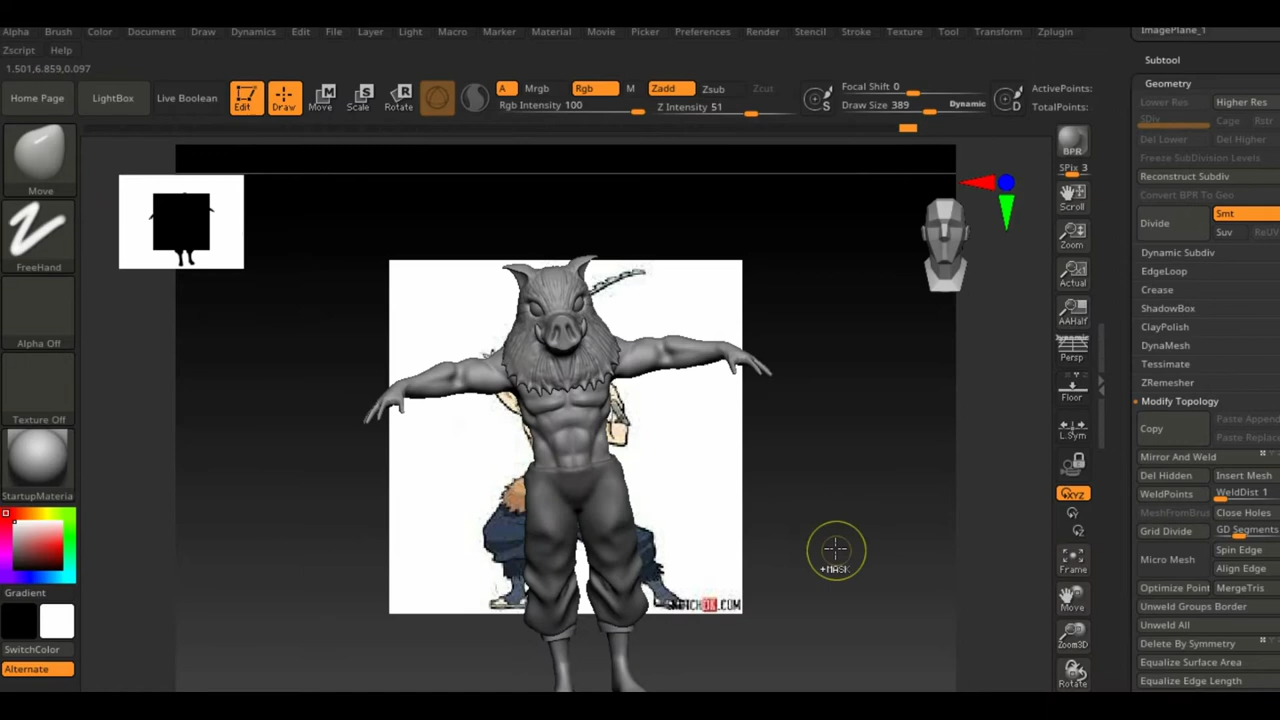 Alpha Brush Color Document Draw Dynamics Edit File Layer Light Macro Marker Material Movie Picker Preferences Render Stencil Stroke Texture Tool Transform Zplugin
Zscript Help
1.501,6.859,0.097
Home Page LightBox Live Boolean Edit Draw Move Scale Rotate
A Mrgb Rgb M Zadd Zsub Zcut
Rgb Intensity 100 Z Intensity 51
S Focal Shift 0
Draw Size 389 Dynamic D
ActivePoints:
TotalPoints:
Move
FreeHand
Alpha Off
Texture Off
StartupMateria
Gradient
SwitchColor
Alternate
+MASK
BPR
SPix 3
Scroll
Zoom
Actual
AAHalf
Dynamic
Persp
Floor
L.Sym
XYZ
Frame
Move
Zoom3D
Rotate
ImagePlane_1
Subtool
Geometry
Lower Res Higher Res
SDiv Cage Rstr
Del Lower Del Higher
Freeze SubDivision Levels
Reconstruct Subdiv
Convert BPR To Geo
Divide Smt
Suv ReUV
Dynamic Subdiv
EdgeLoop
Crease
ShadowBox
ClayPolish
DynaMesh
Tessimate
ZRemesher
Modify Topology
Copy Paste Append
Paste Replac
Mirror And Weld
Del Hidden Insert Mesh
WeldPoints WeldDist 1
MeshFromBrus Close Holes
Grid Divide GD Segments
Micro Mesh Spin Edge
Align Edge
Optimize Point MergeTris
Unweld Groups Border
Unweld All
Delete By Symmetry
Equalize Surface Area
Equalize Edge Length